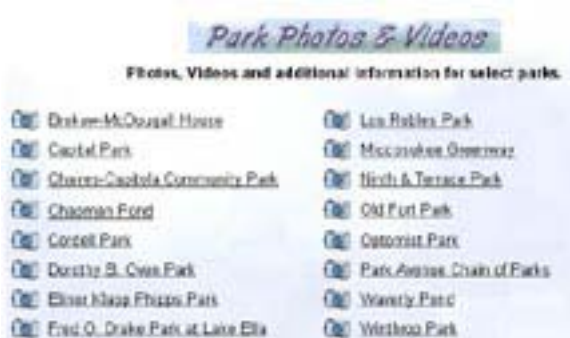 Park Photos & Videos
Photos, Videos and additional information for select parks.
Brokaw-McDougall House
Capital Park
Chaires-Capitola Community Park
Chapman Pond
Cordell Park
Dorothy B. Oven Park
Elinor Klapp Phipps Park
Fred O. Drake Park at Lake Ella
Los Robles Park
Miccosukee Greenway
Ninth & Terrace Park
Old Fort Park
Optomist Park
Park Avenue Chain of Parks
Waverly Pond
Winthrop Park